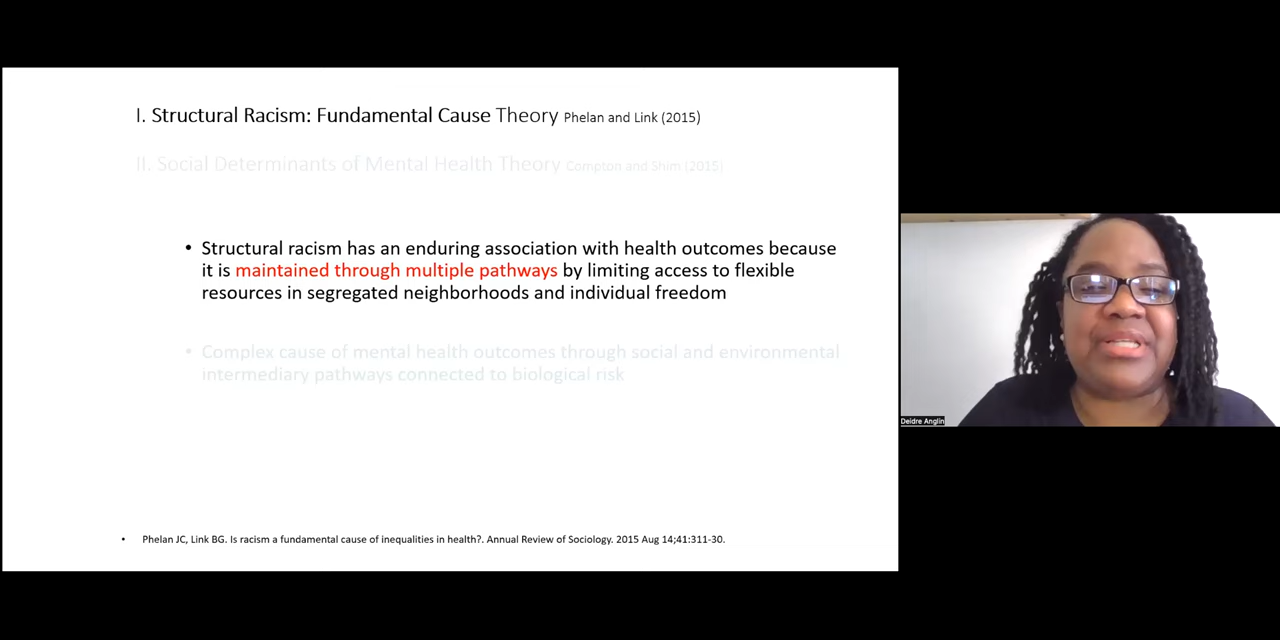 I. Structural Racism: Fundamental Cause Theory Phelan and Link (2015)
II. Social Determinants of Mental Health Theory Compton and Shim (2015)
• Structural racism has an enduring association with health outcomes because
it is maintained through multiple pathways by limiting access to flexible
resources in segregated neighborhoods and individual freedom
• Complex cause of mental health outcomes through social and environmental
intermediary pathways connected to biological risk
Deidre Anglin
• Phelan JC, Link BG. Is racism a fundamental cause of inequalities in health?. Annual Review of Sociology. 2015 Aug 14;41:311-30.